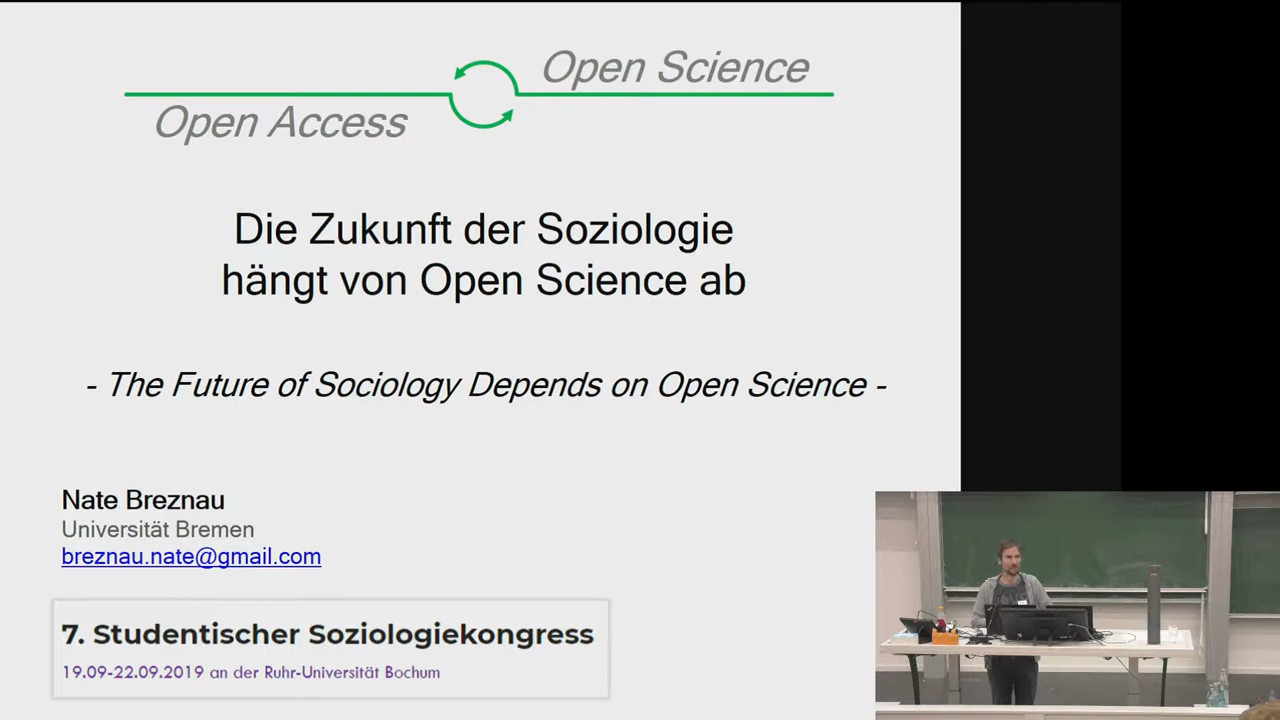 Open Science
Open Access
Die Zukunft der Soziologie
hängt von Open Science ab
- The Future of Sociology Depends on Open Science -
Nate Breznau
Universität Bremen
breznau.nate@gmail.com
7. Studentischer Soziologiekongress
19.09-22.09.2019 an der Ruhr-Universität Bochum